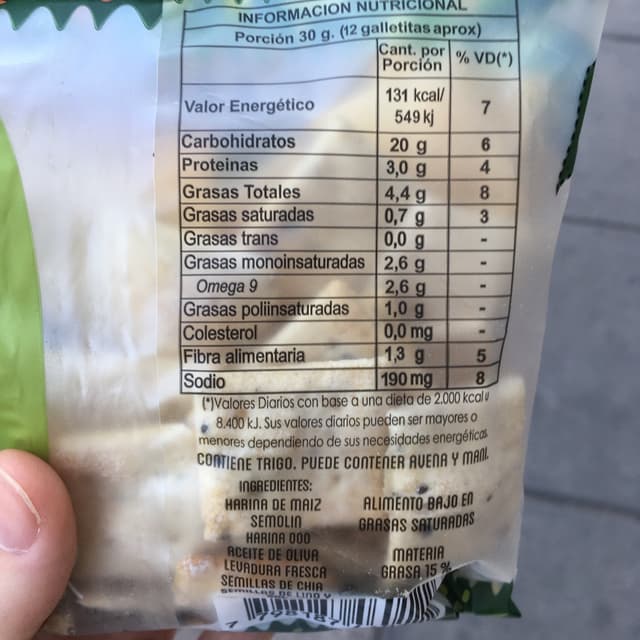 INFORMACION NUTRICIONAL
Porción 30 g. (12 galletitas aprox)
Cant. por Porción % VD(*)
Valor Energético 131 kcal/ 549 kj 7
Carbohidratos 20 g 6
Proteinas 3,0 g 4
Grasas Totales 4,4 g 8
Grasas saturadas 0,7 g 3
Grasas trans 0,0 g -
Grasas monoinsaturadas 2,6 g -
Omega 9 2,6 g -
Grasas poliinsaturadas 1,0 g -
Colesterol 0,0 mg -
Fibra alimentaria 1,3 g 5
Sodio 190 mg 8
(*)Valores Diarios con base a una dieta de 2.000 kcal u
8.400 kJ. Sus valores diarios pueden ser mayores o
menores dependiendo de sus necesidades energéticas
CONTIENE TRIGO. PUEDE CONTENER AVENA Y MANI.
INGREDIENTES:
HARINA DE MAIZ
SEMOLIN
HARINA 000
ACEITE DE OLIVA
LEVADURA FRESCA
SEMILLAS DE CHIA
SEMILLAS DE LINO Y
ALIMENTO BAJO EN
GRASAS SATURADAS
MATERIA
GRASA 15 %